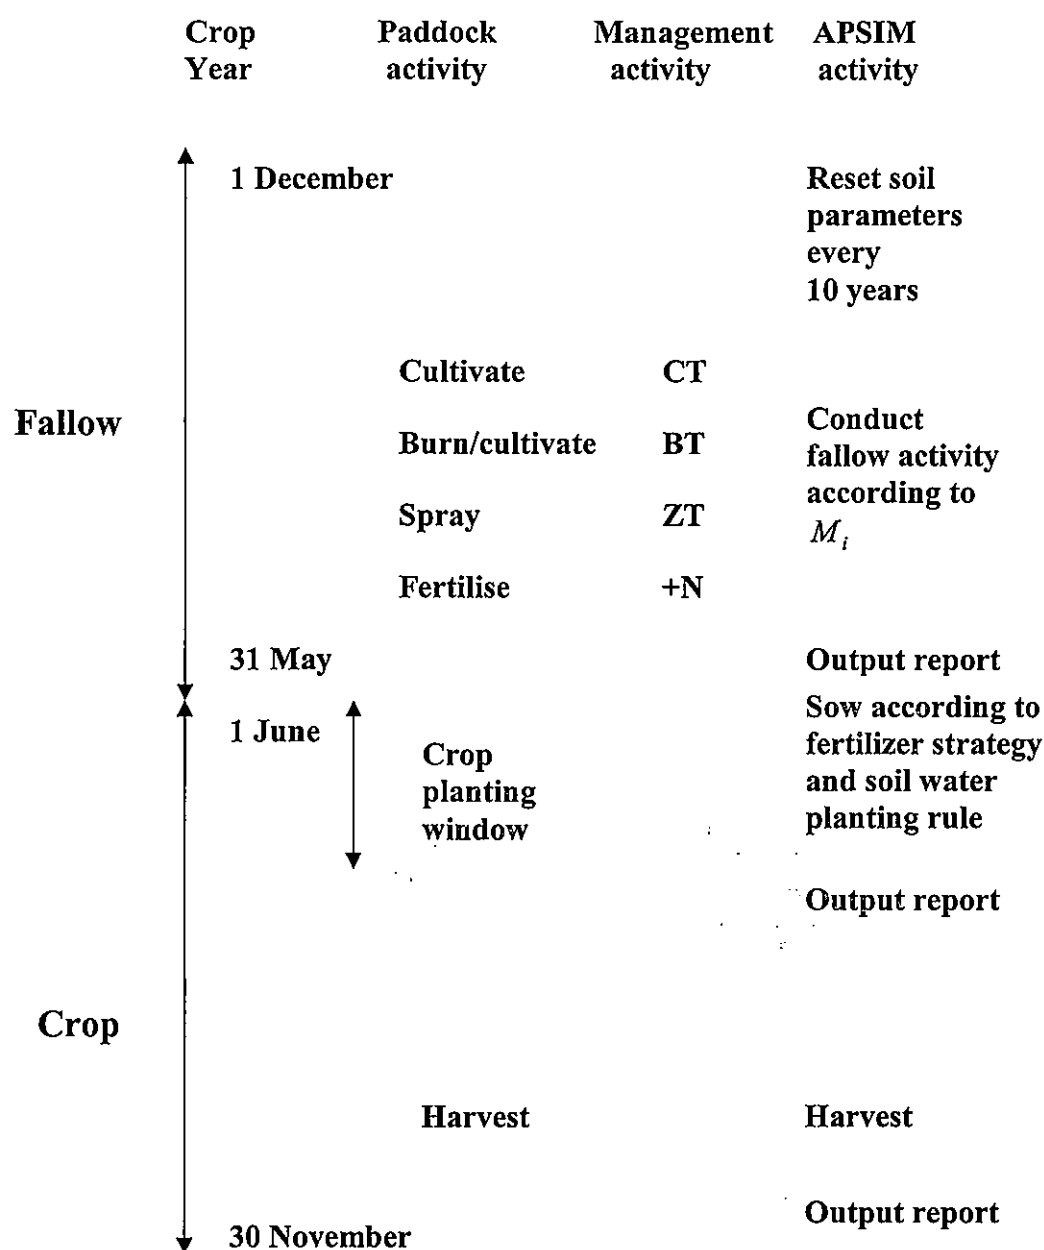 Crop Year
Paddock activity
Management activity
APSIM activity
1 December
Reset soil
parameters
every
10 years
Fallow
Cultivate CT
Burn/cultivate BT
Spray ZT
Fertilise +N
Conduct
fallow activity
according to
M_i
31 May
Output report
1 June
Crop
planting
window
Sow according to
fertilizer strategy
and soil water
planting rule
Output report
Crop
Harvest
Harvest
Output report
30 November